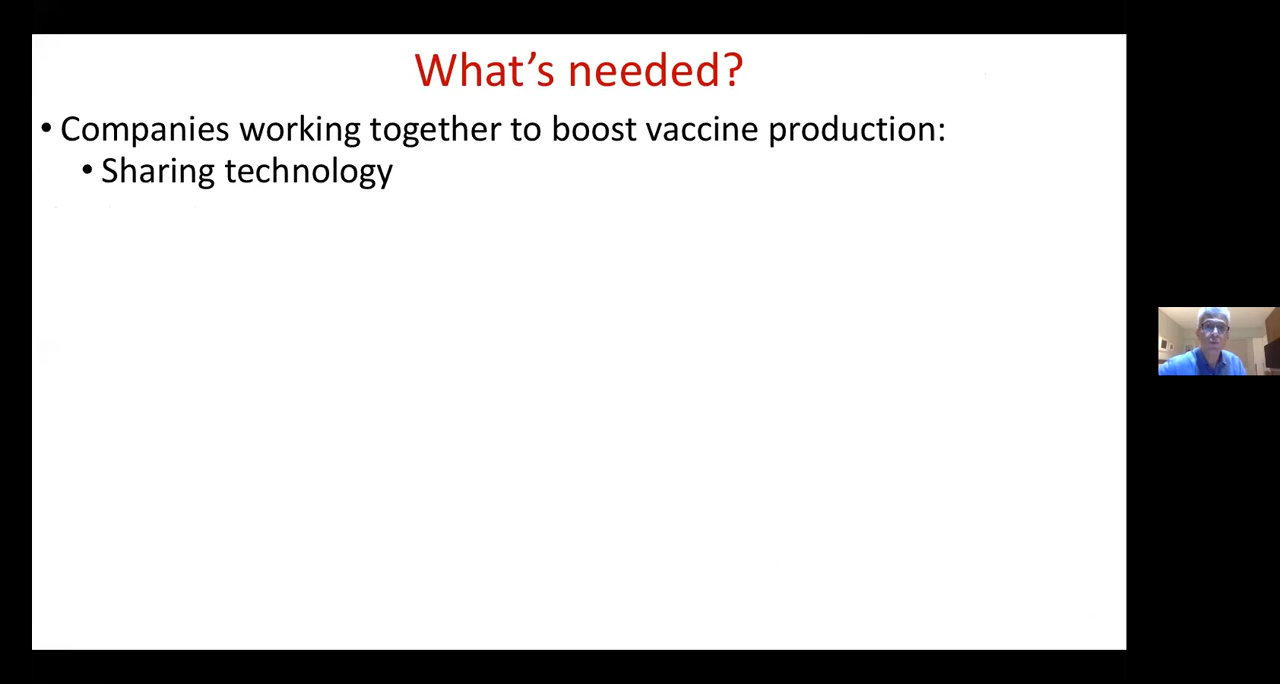 What’s needed?
• Companies working together to boost vaccine production:
• Sharing technology